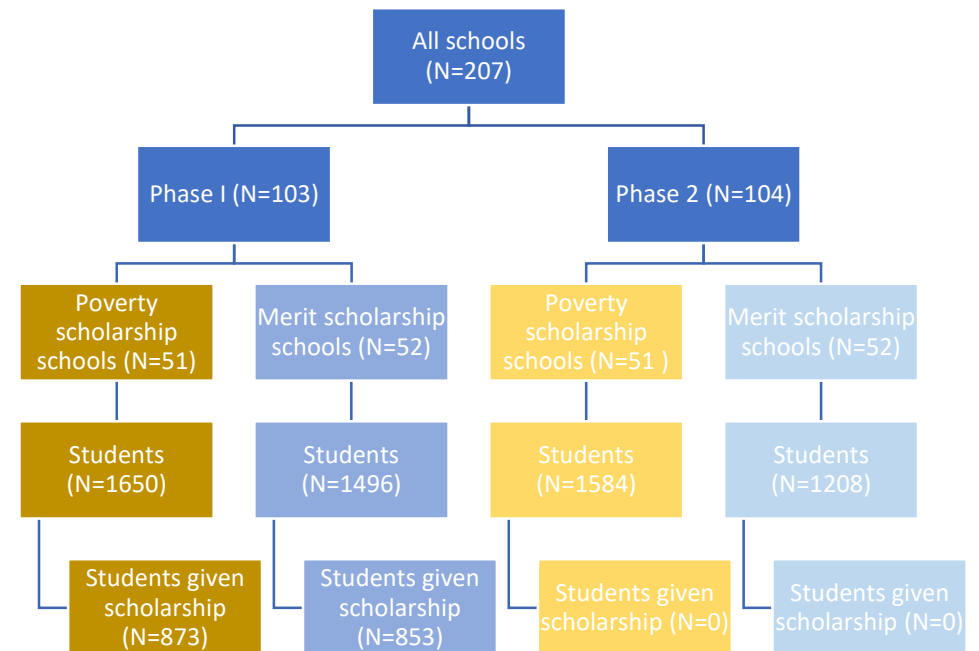 All schools
(N=207)
Phase I (N=103)
Phase 2 (N=104)
Poverty
scholarship
schools (N=51)
Merit scholarship
schools (N=52)
Poverty
scholarship
schools (N=51 )
Merit scholarship
schools (N=52)
Students
(N=1650)
Students
(N=1496)
Students
(N=1584)
Students
(N=1208)
Students given
scholarship
(N=873)
Students given
scholarship
(N=853)
Students given
scholarship (N=0)
Students given
scholarship (N=0)